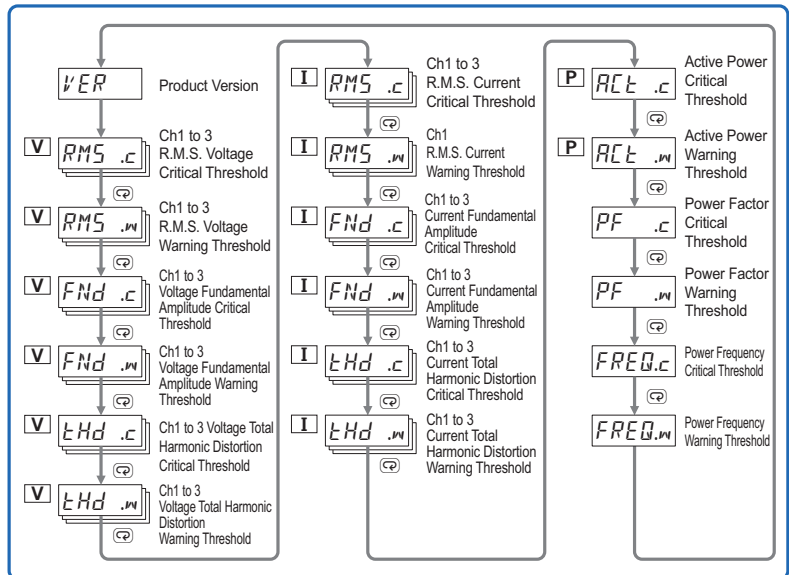 VER
Product Version
V
RMS .c
Ch1 to 3
R.M.S. Voltage
Critical Threshold
V
RMS .w
Ch1 to 3
R.M.S. Voltage
Warning Threshold
V
FNd .c
Ch1 to 3
Voltage Fundamental
Amplitude Critical
Threshold
V
FNd .w
Ch1 to 3
Voltage Fundamental
Amplitude Warning
Threshold
V
tHd .c
Ch1 to 3 Voltage Total
Harmonic Distortion
Critical Threshold
V
tHd .w
Ch1 to 3
Voltage Total Harmonic
Distortion
Warning Threshold
I
RMS .c
Ch1 to 3
R.M.S. Current
Critical Threshold
I
RMS .w
Ch1
R.M.S. Current
Warning Threshold
I
FNd .c
Ch1 to 3
Current Fundamental
Amplitude
Critical Threshold
I
FNd .w
Ch1 to 3
Current Fundamental
Amplitude
Warning Threshold
I
tHd .c
Ch1 to 3
Current Total
Harmonic Distortion
Critical Threshold
I
tHd .w
Ch1 to 3
Current Total
Harmonic Distortion
Warning Threshold
P
ACt .c
Active Power
Critical
Threshold
P
ACt .w
Active Power
Warning
Threshold
PF .c
Power Factor
Critical
Threshold
PF .w
Power Factor
Warning
Threshold
FREQ.c
Power Frequency
Critical Threshold
FREQ.w
Power Frequency
Warning Threshold